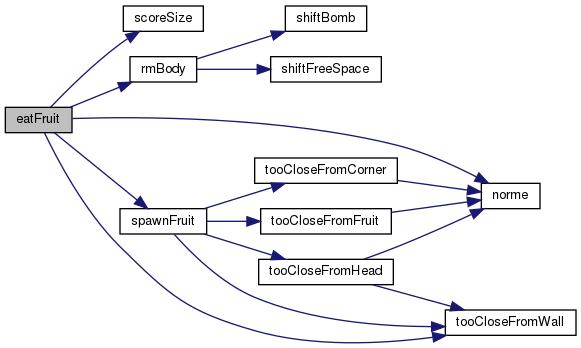 scoreSize
shiftBomb
rmBody
shiftFreeSpace
eatFruit
tooCloseFromCorner
norme
spawnFruit
tooCloseFromFruit
tooCloseFromHead
tooCloseFromWall